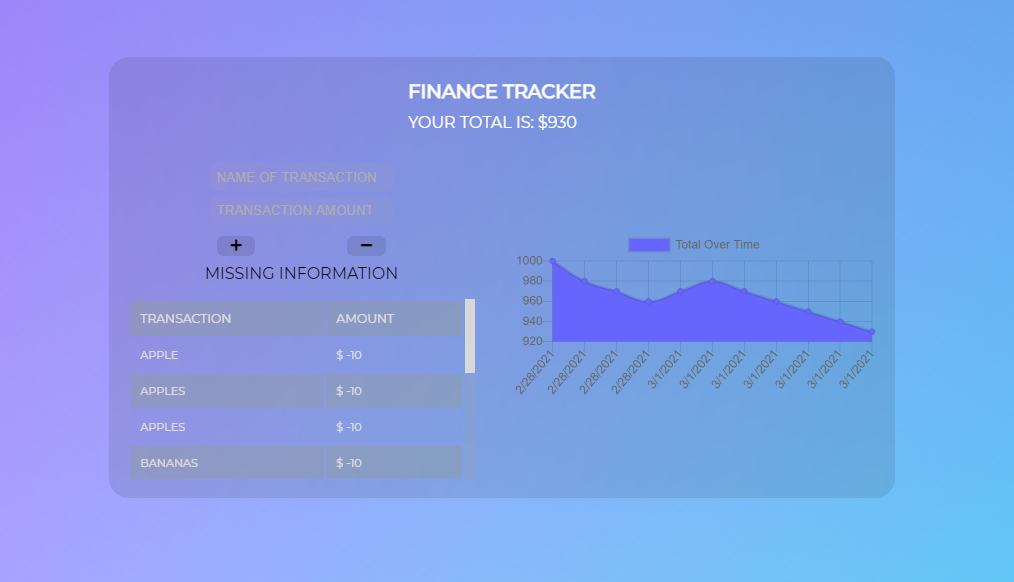 FINANCE TRACKER
YOUR TOTAL IS: $930
NAME OF TRANSACTION
TRANSACTION AMOUNT
+ −
MISSING INFORMATION
TRANSACTION AMOUNT
APPLE $ -10
APPLES $ -10
APPLES $ -10
BANANAS $ -10
Total Over Time
1000
980
960
940
920
2/28/2021 2/28/2021 2/28/2021 2/28/2021 3/1/2021 3/1/2021 3/1/2021 3/1/2021 3/1/2021 3/1/2021 3/1/2021